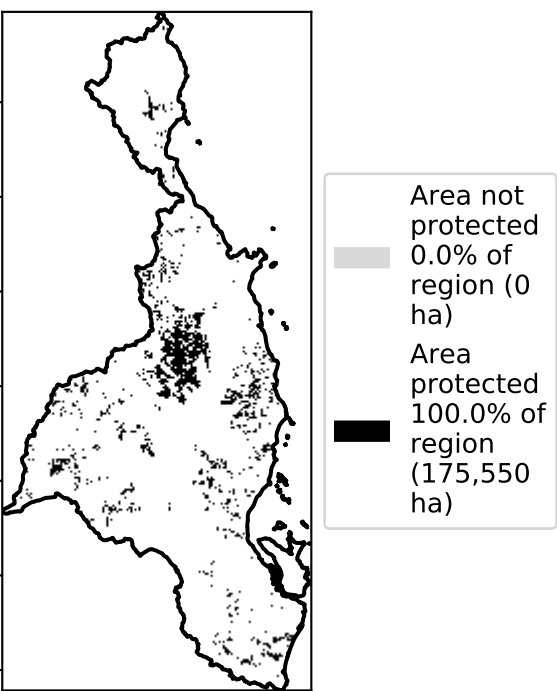 Area not
protected
0.0% of
region (0
ha)
Area
protected
100.0% of
region
(175,550
ha)